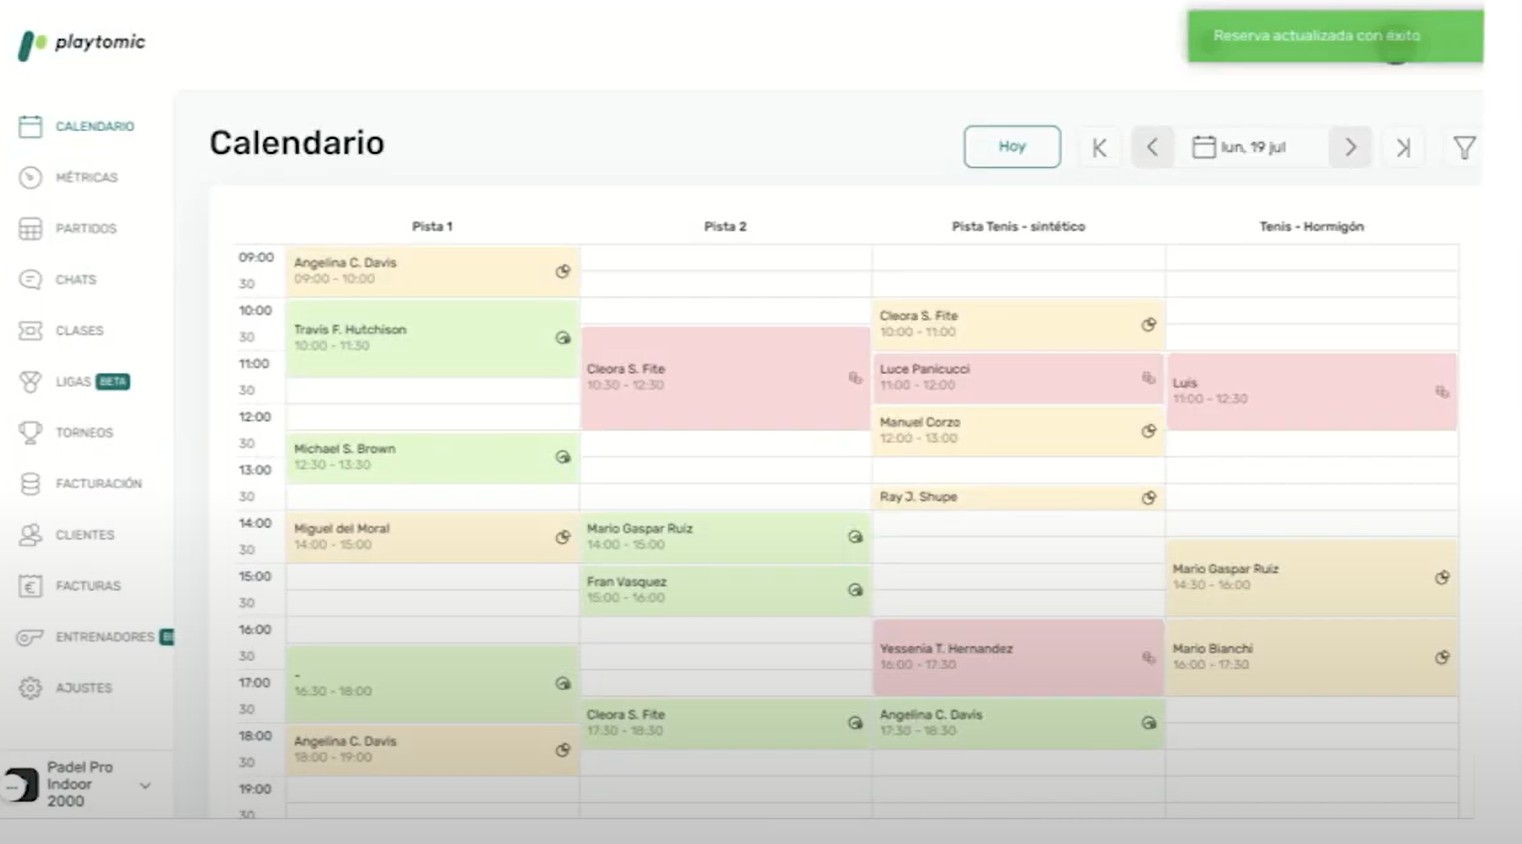 playtomic
Reserva actualizada con éxito
CALENDARIO
MÉTRICAS
PARTIDOS
CHATS
CLASES
LIGAS BETA
TORNEOS
FACTURACIÓN
CLIENTES
FACTURAS
ENTRENADORES BE
AJUSTES
Padel Pro
Indoor
2000
Calendario
Hoy
lun, 19 jul
Pista 1
Pista 2
Pista Tenis - sintético
Tenis - Hormigón
09:00
30
10:00
30
11:00
30
12:00
30
13:00
30
14:00
30
15:00
30
16:00
30
17:00
30
18:00
30
19:00
30
Angelina C. Davis
09:00 - 10:00
Travis F. Hutchison
10:00 - 11:30
Michael S. Brown
12:30 - 13:30
Miguel del Moral
14:00 - 15:00
-
16:30 - 18:00
Angelina C. Davis
18:00 - 19:00
Cleora S. Fite
10:30 - 12:30
Mario Gaspar Ruiz
14:00 - 15:00
Fran Vasquez
15:00 - 16:00
Cleora S. Fite
17:30 - 18:30
Cleora S. Fite
10:00 - 11:00
Luce Panicucci
11:00 - 12:00
Manuel Corzo
12:00 - 13:00
Ray J. Shupe
Yessenia T. Hernandez
16:00 - 17:30
Angelina C. Davis
17:30 - 18:30
Luis
11:00 - 12:30
Mario Gaspar Ruiz
14:30 - 16:00
Mario Bianchi
16:00 - 17:30